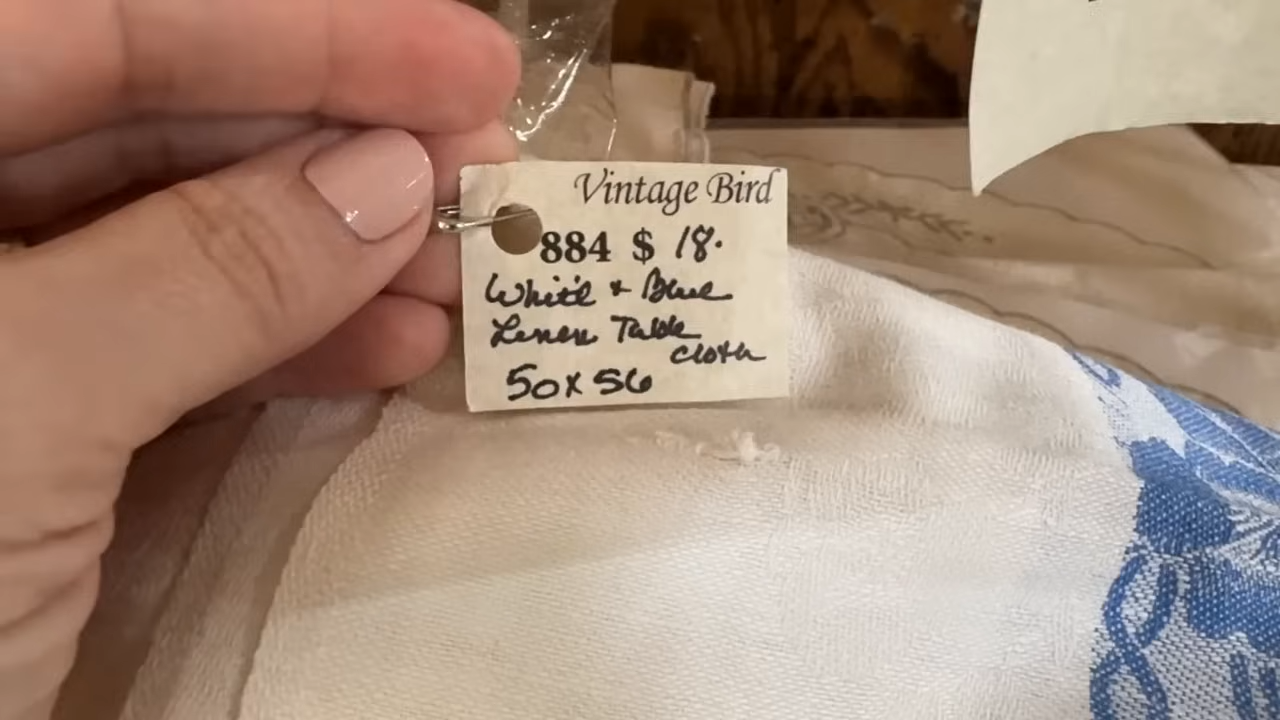 Vintage Bird
884 $ 18.
White + Blue
Linen Table
cloth
50 x 56